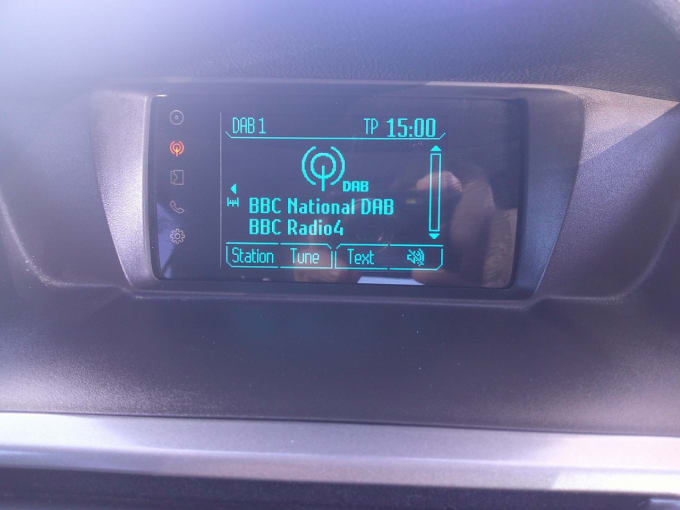 DAB 1 TP 15:00
DAB
BBC National DAB
BBC Radio4
Station Tune Text